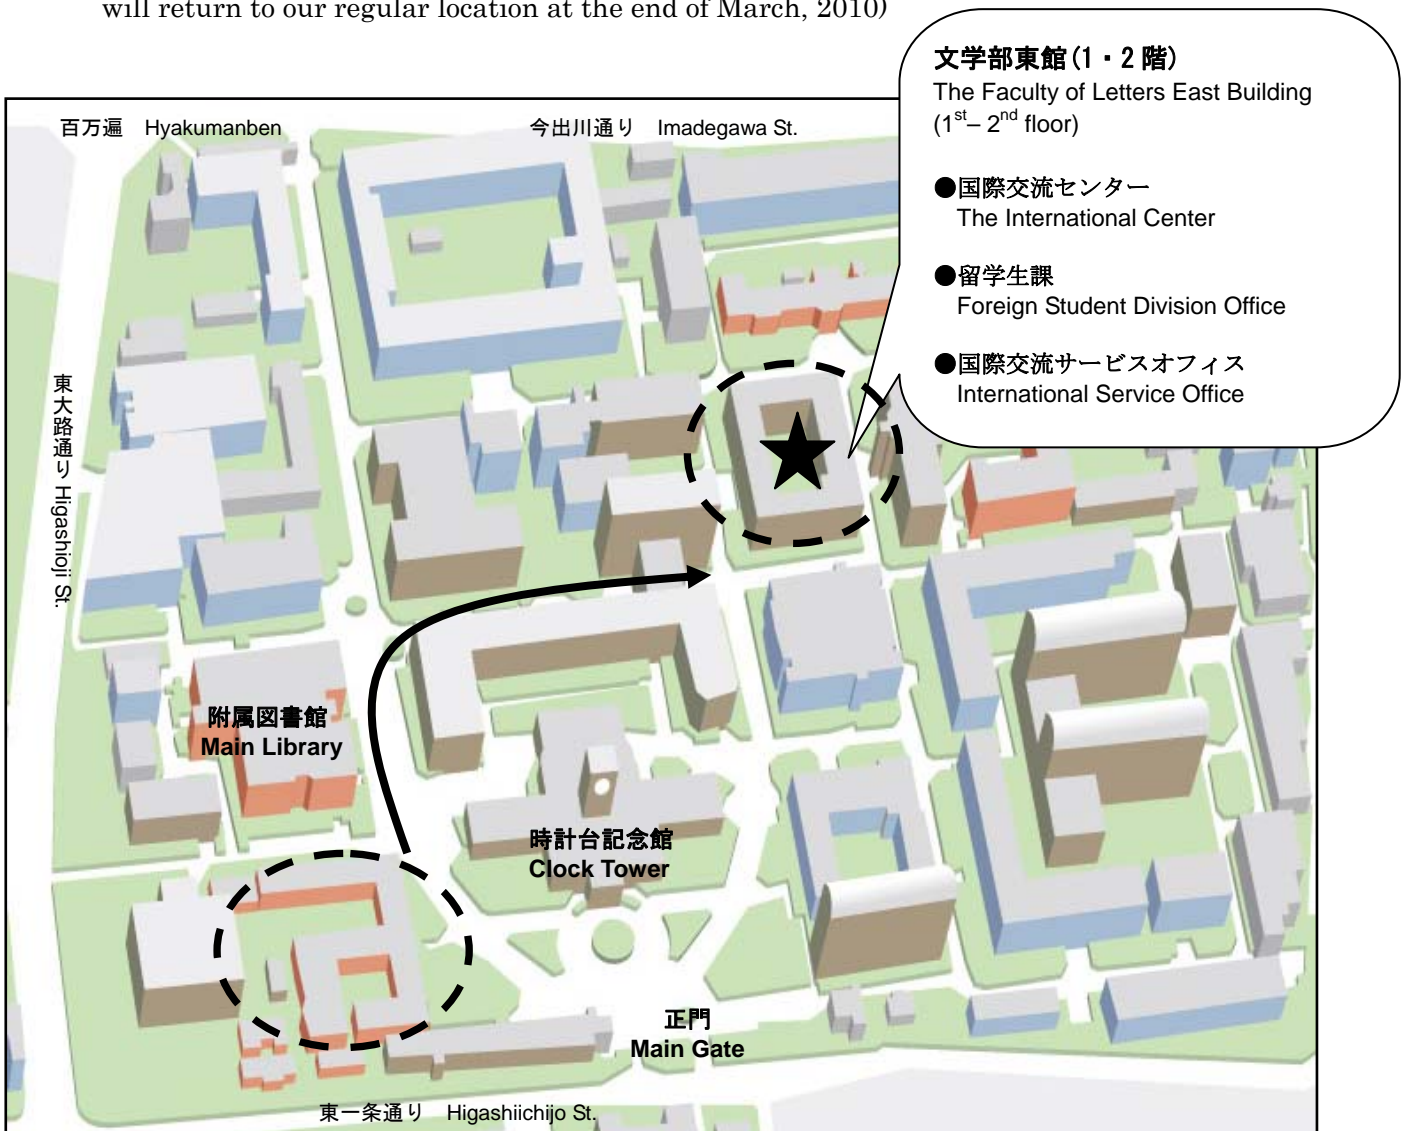 will return to our regular location at the end of March, 2010)
文学部東館(1・2階)
The Faculty of Letters East Building
(1st– 2nd floor)
●国際交流センター
The International Center
●留学生課
Foreign Student Division Office
●国際交流サービスオフィス
International Service Office
百万遍 Hyakumanben
今出川通り Imadegawa St.
東大路通り Higashioji St.
附属図書館
Main Library
時計台記念館
Clock Tower
正門
Main Gate
東一条通り Higashiichijo St.